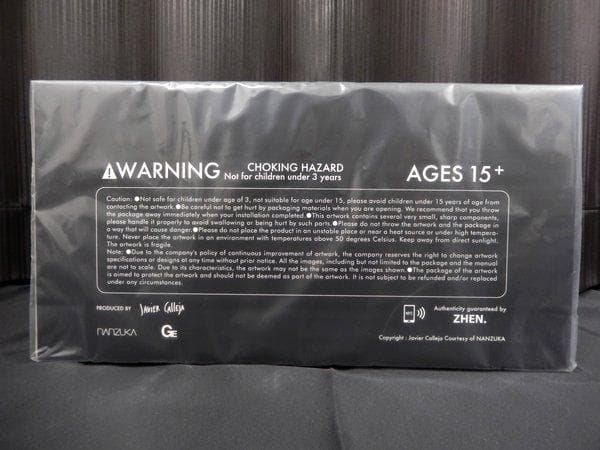 WARNING CHOKING HAZARD
Not for children under 3 years
AGES 15+
Caution: ●Not safe for children under age of 3, not suitable for age under 15, please avoid children under 15 years of age from
contacting the artwork.●Be careful not to get hurt by packaging materials when you are opening. We recommend that you throw
the package away immediately when your installation completed.●This artwork contains several very small, sharp components,
please handle it properly to avoid swallowing or being hurt by such parts.●Please do not throw the artwork and the package in
a way that will cause danger.●Please do not place the product in an unstable place or near a heat source or under high tempera-
ture. Never place the artwork in an environment with temperatures above 50 degrees Celsius. Keep away from direct sunlight.
The artwork is fragile.
Note: ●Due to the company's policy of continuous improvement of artwork, the company reserves the right to change artwork
specifications or designs at any time without prior notice. All the images, including but not limited to the package and the manual
are not to scale. Due to its characteristics, the artwork may not be the same as the images shown.●The package of the artwork
is aimed to protect the artwork and should not be deemed as part of the artwork. It is not subject to be refunded and/or replaced
under any circumstances.
PRODUCED BY Javier Calleja
NANZUKA GE
NFC
Authenticity guaranteed by
ZHEN.
Copyright : Javier Calleja Courtesy of NANZUKA